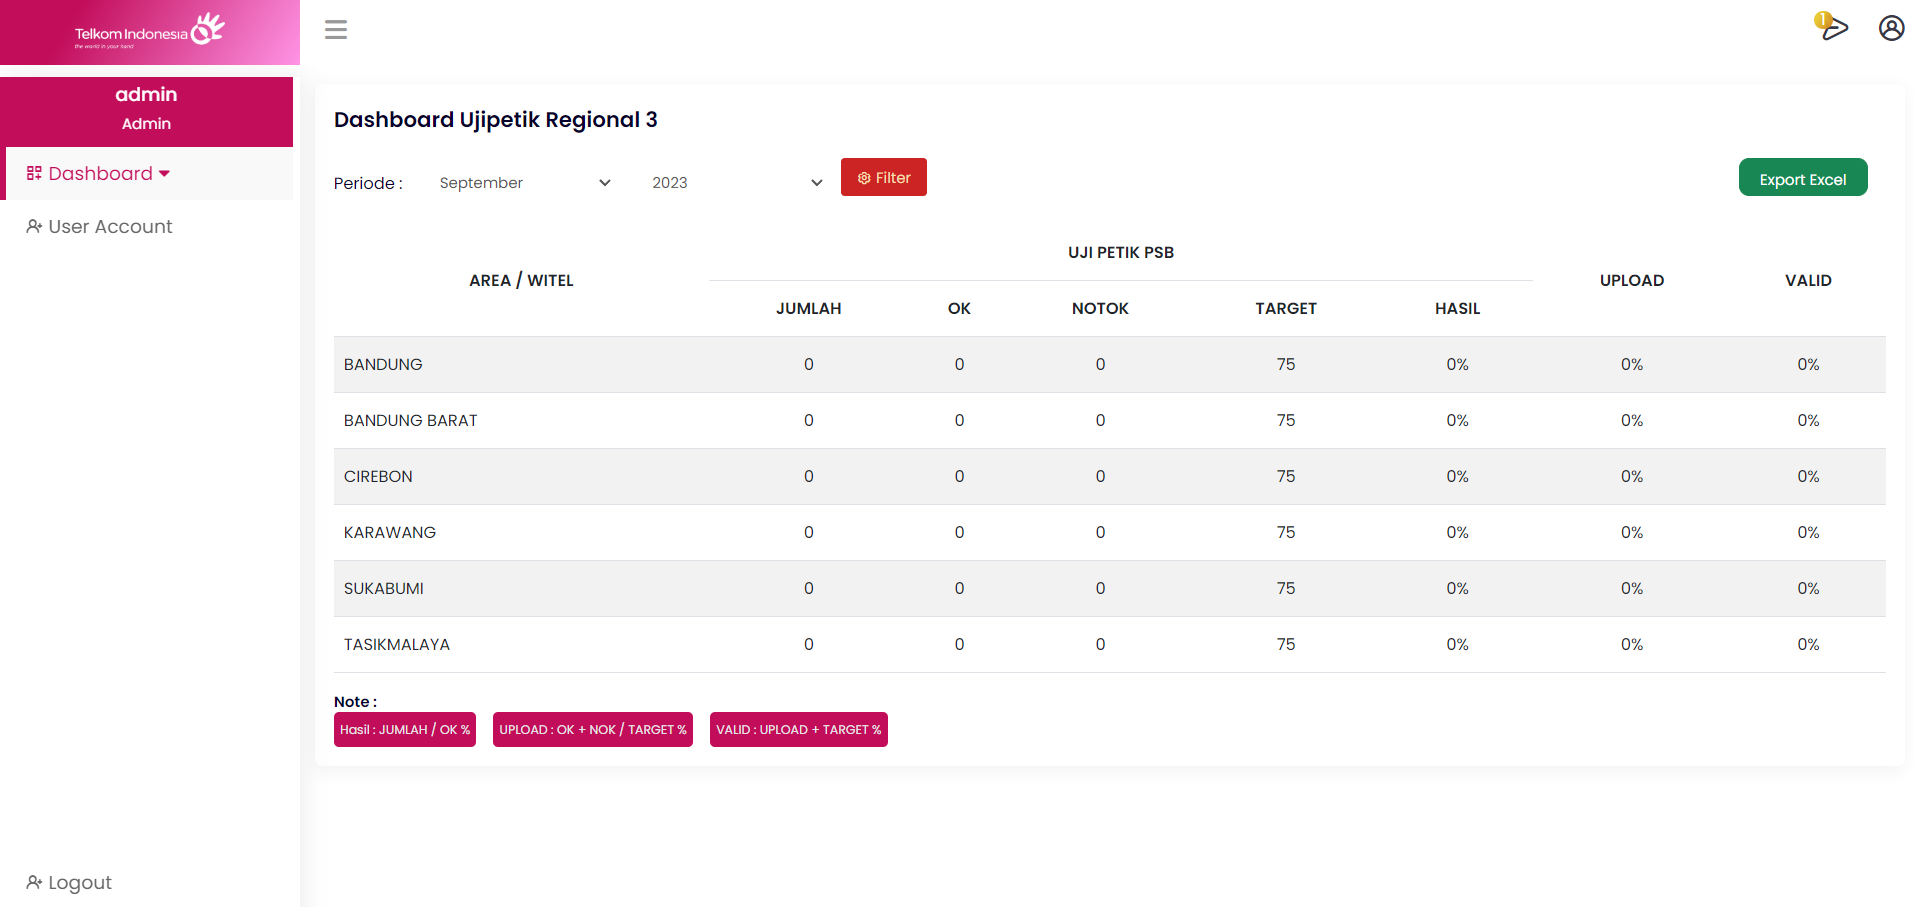 Telkom Indonesia
the world in your hand
1
admin
Admin
Dashboard
User Account
Logout
Dashboard Ujipetik Regional 3
Periode : September 2023 Filter Export Excel
AREA / WITEL UJI PETIK PSB UPLOAD VALID
JUMLAH OK NOTOK TARGET HASIL
BANDUNG 0 0 0 75 0% 0% 0%
BANDUNG BARAT 0 0 0 75 0% 0% 0%
CIREBON 0 0 0 75 0% 0% 0%
KARAWANG 0 0 0 75 0% 0% 0%
SUKABUMI 0 0 0 75 0% 0% 0%
TASIKMALAYA 0 0 0 75 0% 0% 0%
Note :
Hasil : JUMLAH / OK % UPLOAD : OK + NOK / TARGET % VALID : UPLOAD + TARGET %